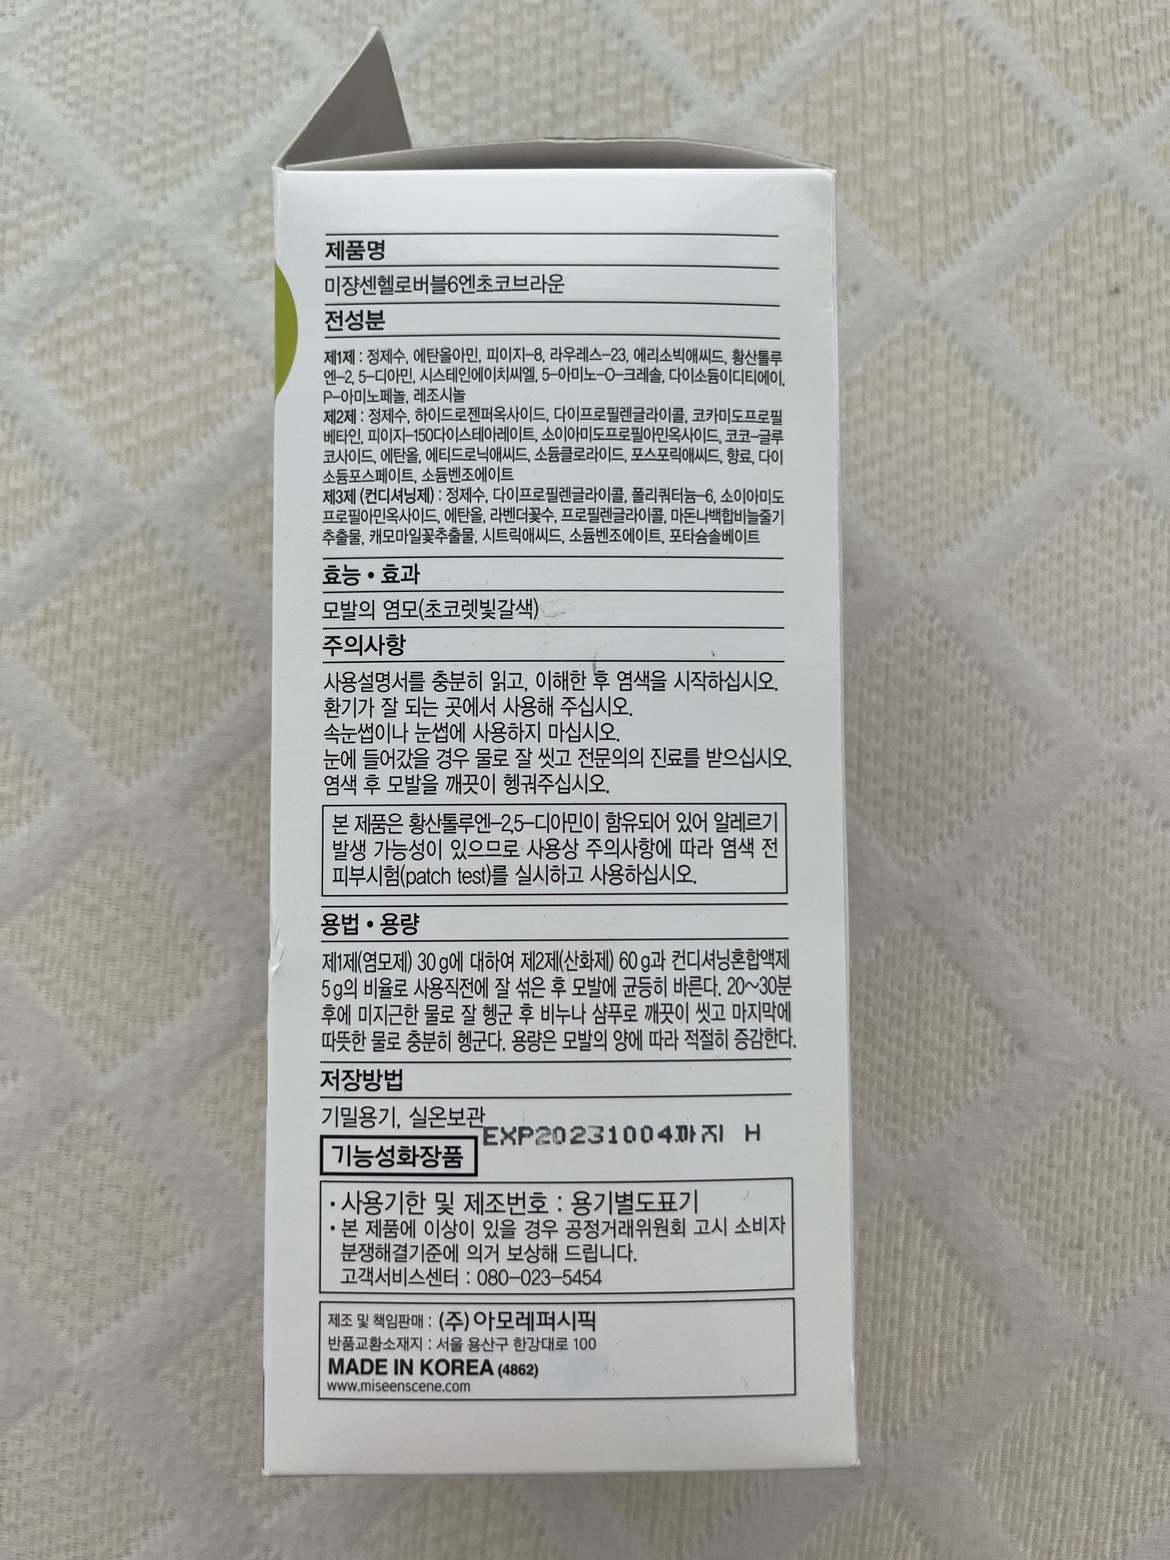 제품명
미쟝센헬로버블6엔초코브라운
전성분
제1제 : 정제수, 에탄올아민, 피이지-8, 라우레스-23, 에리소빅애씨드, 황산톨루
엔-2, 5-디아민, 시스테인에이치씨엘, 5-아미노-O-크레솔, 다이소듐이디티에이,
P-아미노페놀, 레조시놀
제2제 : 정제수, 하이드로젠퍼옥사이드, 다이프로필렌글라이콜, 코카미도프로필
베타인, 피이지-150다이스테아레이트, 소이아미도프로필아민옥사이드, 코코-글루
코사이드, 에탄올, 에티드로닉애씨드, 소듐클로라이드, 포스포릭애씨드, 향료, 다이
소듐포스페이트, 소듐벤조에이트
제3제 (컨디셔닝제) : 정제수, 다이프로필렌글라이콜, 폴리쿼터늄-6, 소이아미도
프로필아민옥사이드, 에탄올, 라벤더꽃수, 프로필렌글라이콜, 마돈나백합비늘줄기
추출물, 캐모마일꽃추출물, 시트릭애씨드, 소듐벤조에이트, 포타슘솔베이트
효능 • 효과
모발의 염모(초코렛빛갈색)
주의사항
사용설명서를 충분히 읽고, 이해한 후 염색을 시작하십시오.
환기가 잘 되는 곳에서 사용해 주십시오.
속눈썹이나 눈썹에 사용하지 마십시오.
눈에 들어갔을 경우 물로 잘 씻고 전문의의 진료를 받으십시오.
염색 후 모발을 깨끗이 헹궈주십시오.
본 제품은 황산톨루엔-2,5-디아민이 함유되어 있어 알레르기
발생 가능성이 있으므로 사용상 주의사항에 따라 염색 전
피부시험(patch test)를 실시하고 사용하십시오.
용법 • 용량
제1제(염모제) 30 g에 대하여 제2제(산화제) 60 g과 컨디셔닝혼합액제
5 g의 비율로 사용직전에 잘 섞은 후 모발에 균등히 바른다. 20~30분
후에 미지근한 물로 잘 헹군 후 비누나 샴푸로 깨끗이 씻고 마지막에
따뜻한 물로 충분히 헹군다. 용량은 모발의 양에 따라 적절히 증감한다.
저장방법
기밀용기, 실온보관
EXP20231004까지 H
기능성화장품
• 사용기한 및 제조번호 : 용기별도표기
• 본 제품에 이상이 있을 경우 공정거래위원회 고시 소비자
분쟁해결기준에 의거 보상해 드립니다.
고객서비스센터 : 080-023-5454
제조 및 책임판매 : (주)아모레퍼시픽
반품교환소재지 : 서울 용산구 한강대로 100
MADE IN KOREA (4862)
www.miseenscene.com